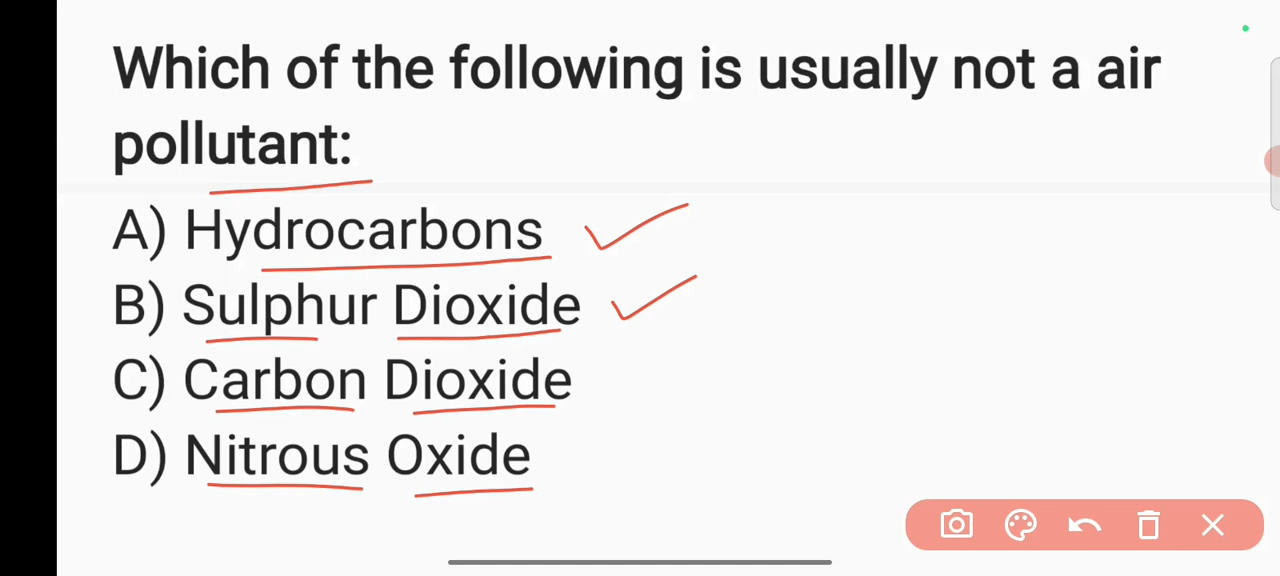 Which of the following is usually not a air
pollutant:
A) Hydrocarbons
B) Sulphur Dioxide
C) Carbon Dioxide
D) Nitrous Oxide